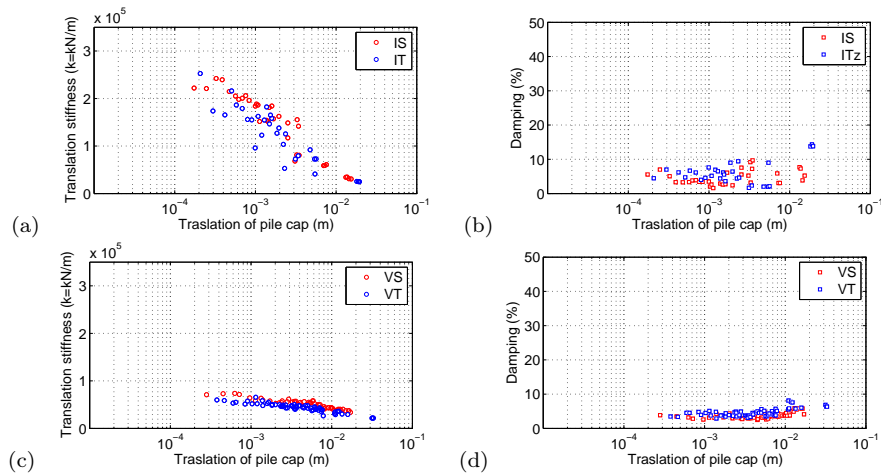 x 10^5
3
2
1
0
Translation stiffness (k=kN/m)
10^−4
10^−3
10^−2
10^−1
Traslation of pile cap (m)
IS
IT
(a)
50
40
30
20
10
0
Damping (%)
10^−4
10^−3
10^−2
10^−1
Traslation of pile cap (m)
IS
ITz
(b)
x 10^5
3
2
1
0
Translation stiffness (k=kN/m)
10^−4
10^−3
10^−2
10^−1
Traslation of pile cap (m)
VS
VT
(c)
50
40
30
20
10
0
Damping (%)
10^−4
10^−3
10^−2
10^−1
Traslation of pile cap (m)
VS
VT
(d)